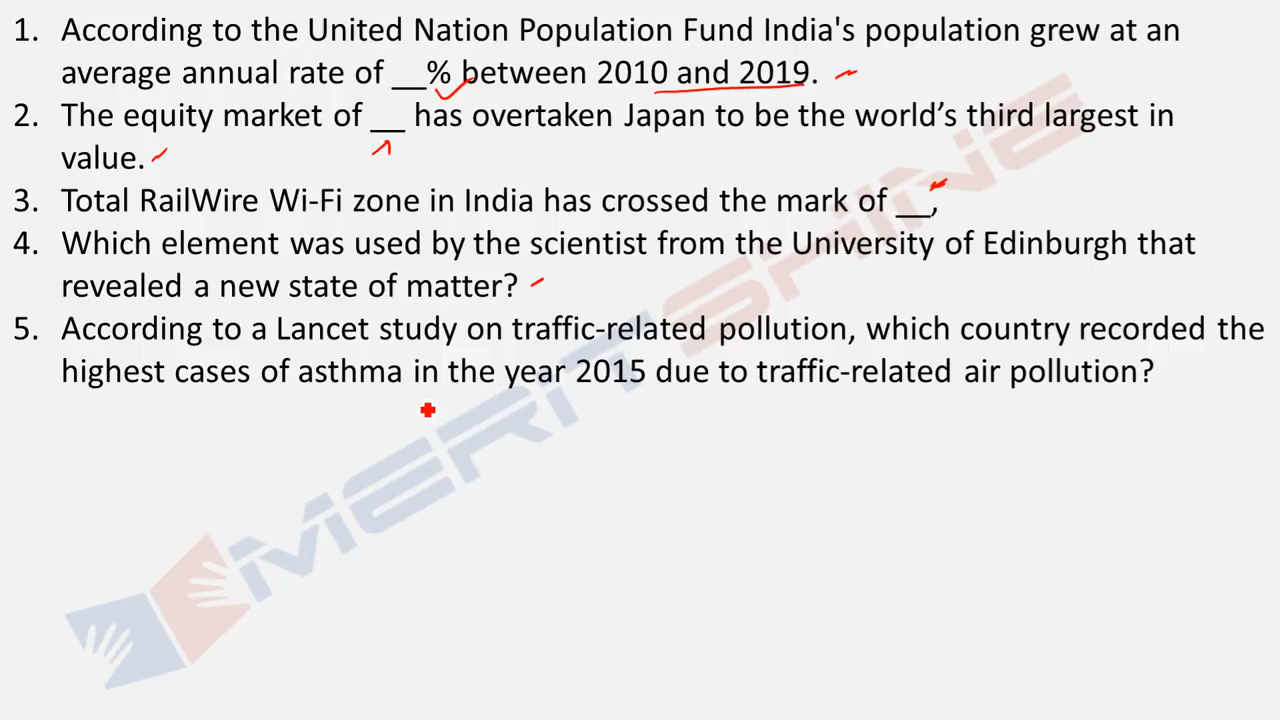 1. According to the United Nation Population Fund India's population grew at an
average annual rate of __% between 2010 and 2019.
2. The equity market of __ has overtaken Japan to be the world’s third largest in
value.
3. Total RailWire Wi-Fi zone in India has crossed the mark of __,
4. Which element was used by the scientist from the University of Edinburgh that
revealed a new state of matter?
5. According to a Lancet study on traffic-related pollution, which country recorded the
highest cases of asthma in the year 2015 due to traffic-related air pollution?
MERITSHINE